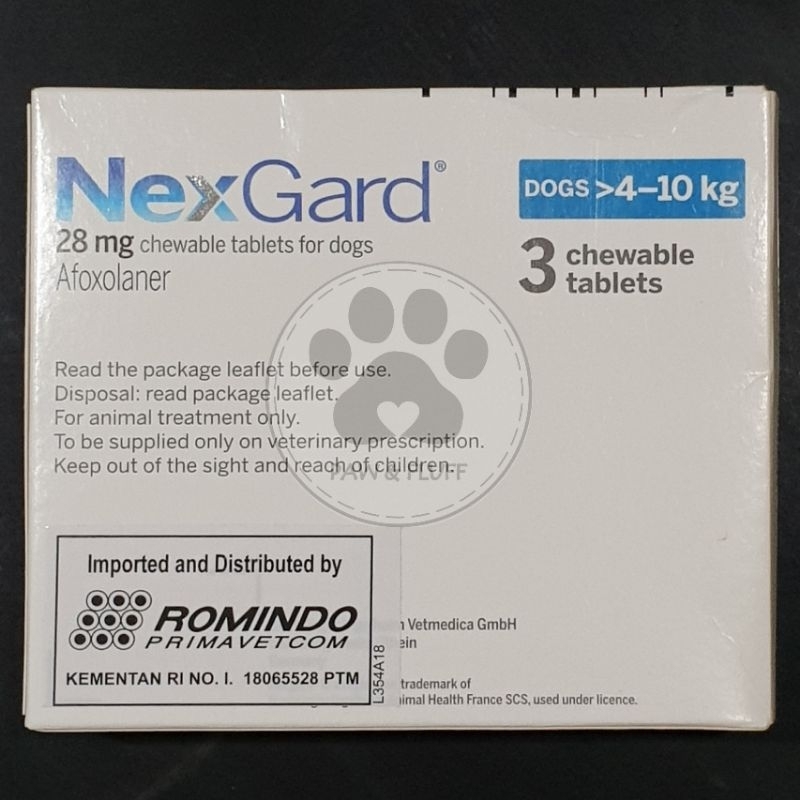 NexGard®
28 mg chewable tablets for dogs
Afoxolaner
DOGS >4–10 kg
3 chewable
tablets
Read the package leaflet before use.
Disposal: read package leaflet.
For animal treatment only.
To be supplied only on veterinary prescription.
Keep out of the sight and reach of children.
PAW & FLUFF
Imported and Distributed by
ROMINDO
PRIMAVETCOM
KEMENTAN RI NO. I. 18065528 PTM
L354A18
Vetmedica GmbH
trademark of
Health France SCS, used under licence.